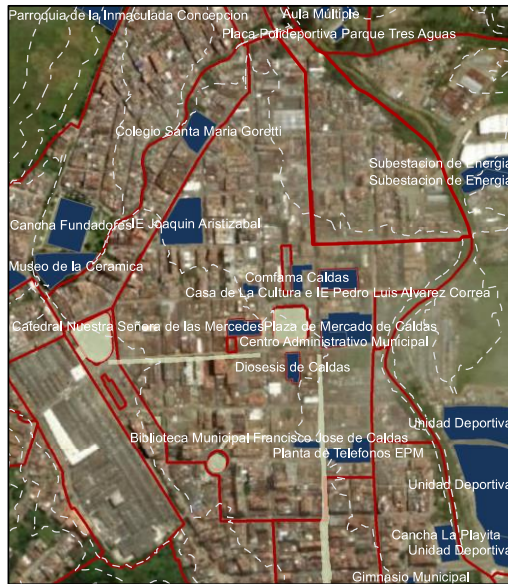 Parroquia de la Inmaculada Concepcion
Aula Múltiple
Placa Polideportiva Parque Tres Aguas
Colegio Santa Maria Goretti
Subestacion de Energia
Subestacion de Energia
Cancha Fundadores
IE Joaquin Aristizabal
Museo de la Ceramica
Comfama Caldas
Casa de La Cultura e IE Pedro Luis Alvarez Correa
Catedral Nuestra Señora de las Mercedes
Plaza de Mercado de Caldas
Centro Administrativo Municipal
Diosesis de Caldas
Unidad Deportiva
Biblioteca Municipal Francisco Jose de Caldas
Planta de Telefonos EPM
Unidad Deportiva
Cancha La Playita
Unidad Deportiva
Gimnasio Municipal